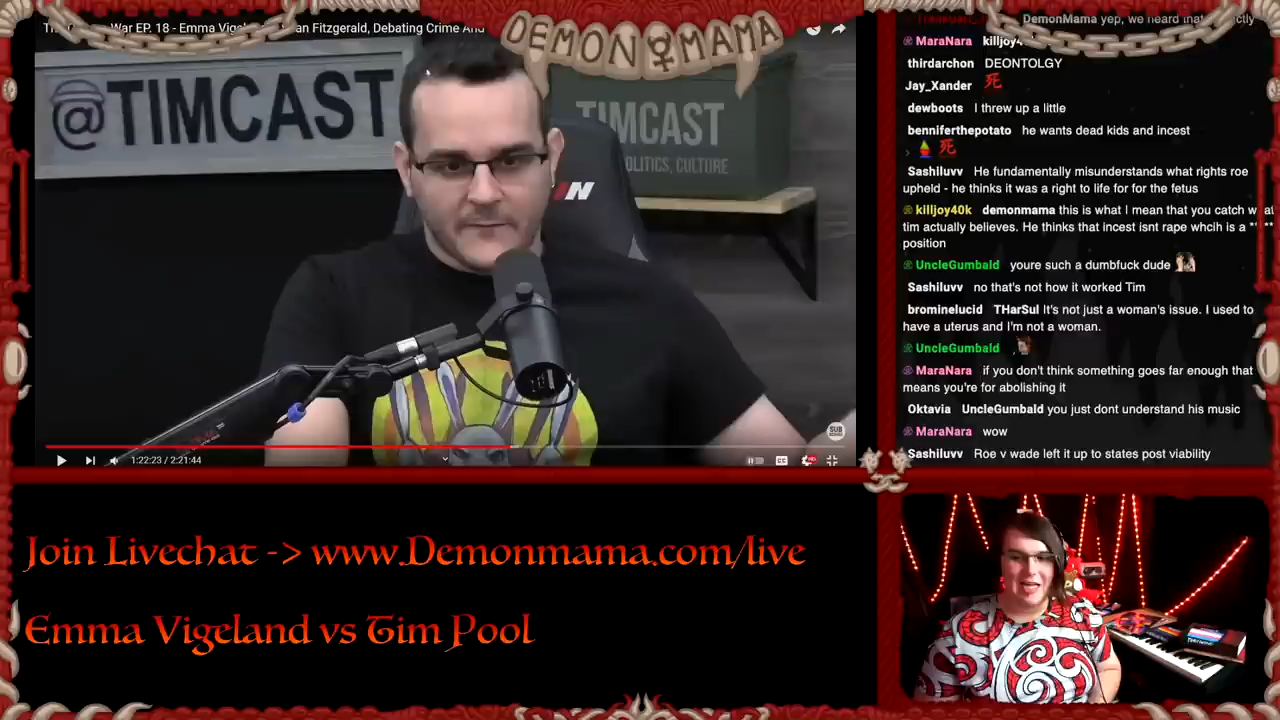 War EP. 18 - Emma
an Fitzgerald, Debating Crime And
DEMON MAMA
@TIMCAST
TIMCAST
POLITICS, CULTURE
SUB
1:22:23 / 2:21:44
CC
HD
DemonMama yep, we heard that
MaraNara killjoy4
thirdarchon DEONTOLGY
Jay_Xander 死
dewboots I threw up a little
benniferthepotato he wants dead kids and incest
死
Sashiluvv He fundamentally misunderstands what rights roe
upheld - he thinks it was a right to life for for the fetus
killjoy40k demonmama this is what I mean that you catch what
tim actually believes. He thinks that incest isnt rape whcih is a
position
UncleGumbald youre such a dumbfuck dude
Sashiluvv no that's not how it worked Tim
brominelucid THarSul It's not just a woman's issue. I used to
have a uterus and I'm not a woman.
UncleGumbald
MaraNara if you don't think something goes far enough that
means you're for abolishing it
Oktavia UncleGumbald you just dont understand his music
MaraNara wow
Sashiluvv Roe v wade left it up to states post viability
Join Livechat -> www.Demonmama.com/live
Emma Vigeland vs Tim Pool